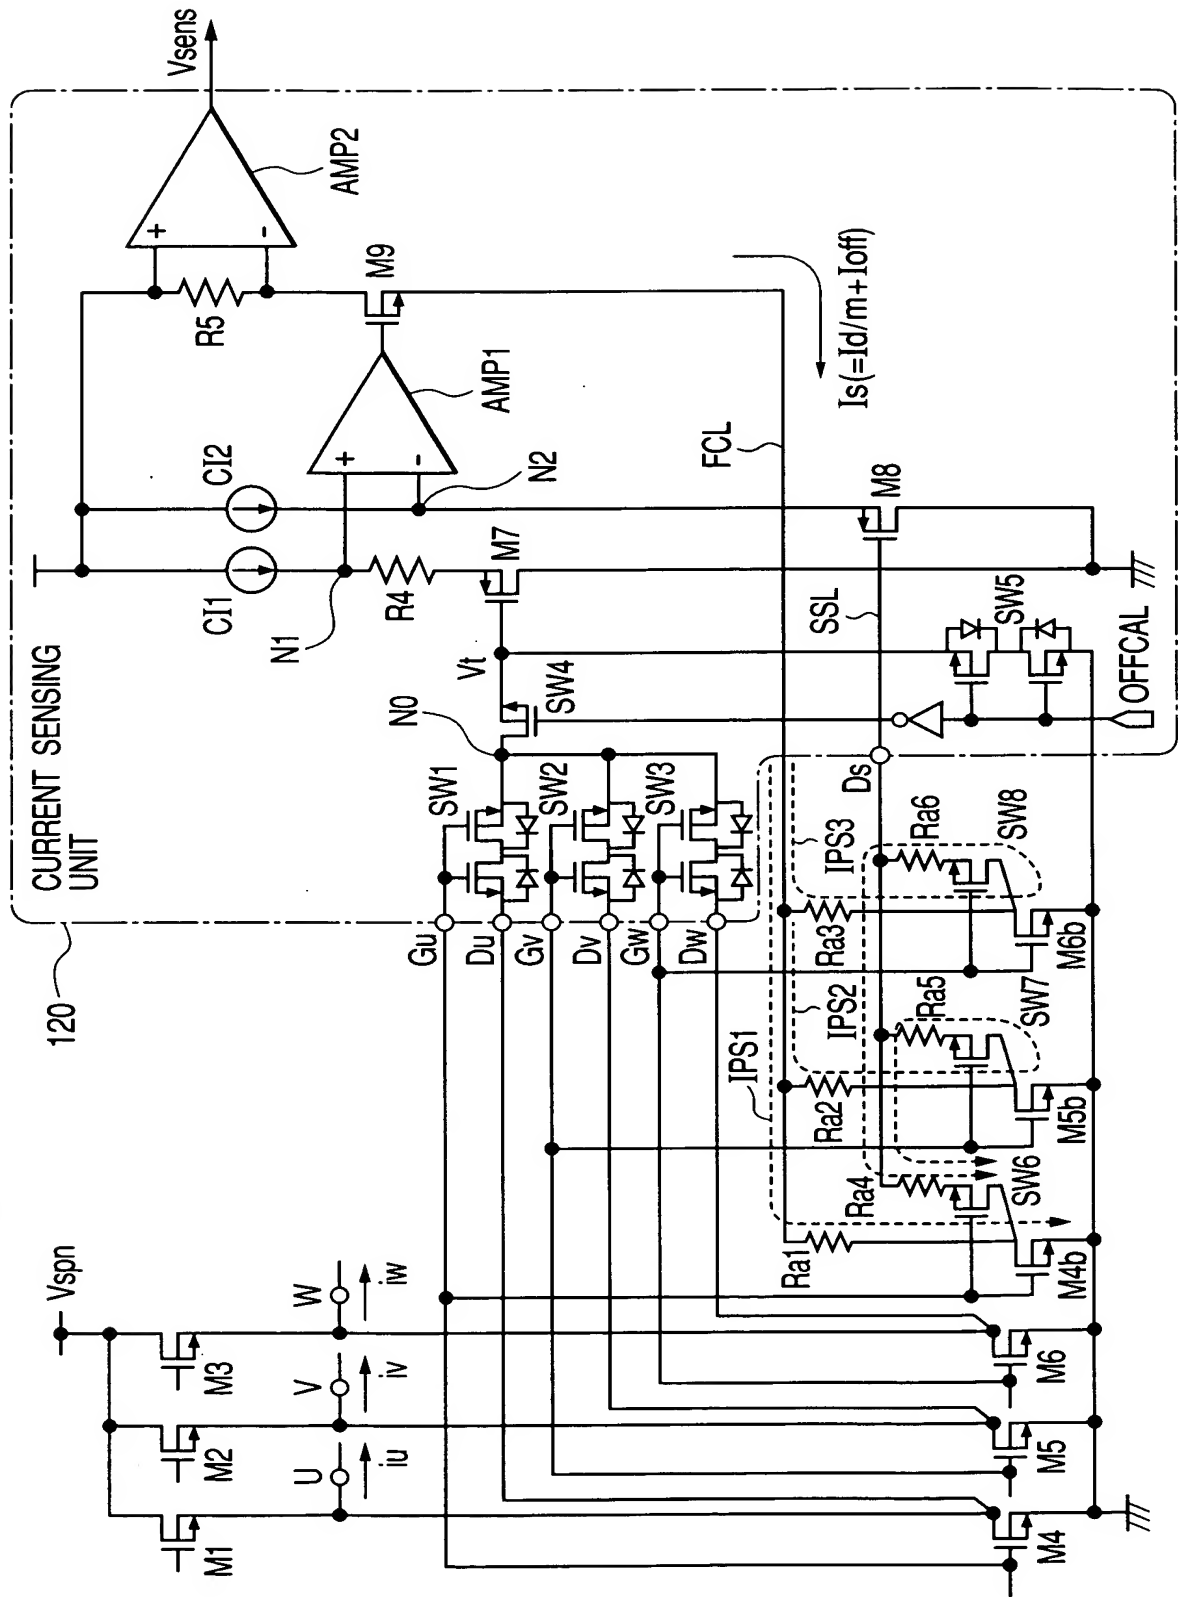 Vsens
AMP2
+
-
R5
M9
AMP1
+
-
CI2
N2
CI1
N1
R4
M7
FCL
Is(=Id/m+Ioff)
M8
SSL
Vt
N0
SW4
SW5
OFFCAL
CURRENT SENSING
UNIT
SW1
SW2
SW3
Ds
120
Gu
Du
Gv
Dv
Gw
Dw
IPS3
Ra6
SW8
Ra3
M6b
IPS2
Ra5
SW7
IPS1
Ra2
M5b
Ra4
SW6
Ra1
M4b
Vspn
W
iw
M3
V
iv
M2
U
iu
M1
M6
M5
M4